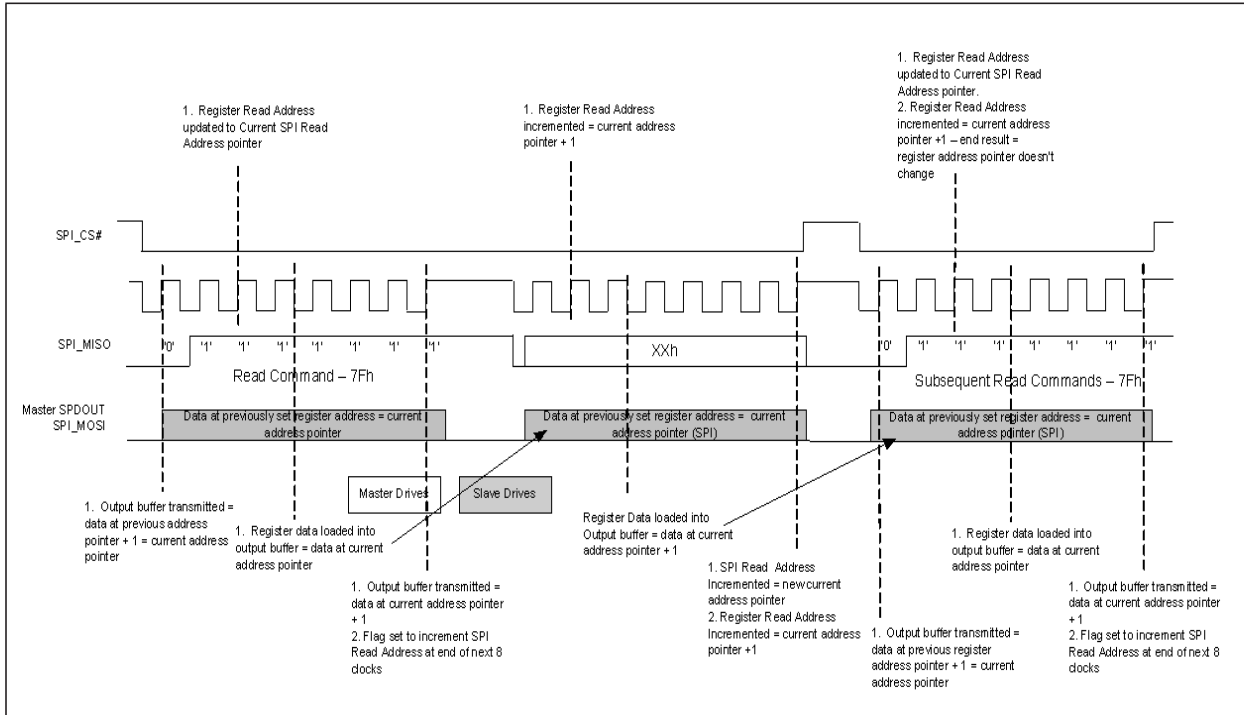 1. Register Read Address
updated to Current SPI Read
Address pointer
1. Register Read Address
incremented = current address
pointer + 1
1. Register Read Address
updated to Current SPI Read
Address pointer.
2. Register Read Address
incremented = current address
pointer +1 – end result =
register address pointer doesn't
change
SPI_CS#
SPI_MISO
'0' '1' '1' '1' '1' '1' '1' '1'
Read Command – 7Fh
XXh
'0' '1' '1' '1' '1' '1' '1' '1'
Subsequent Read Commands – 7Fh
Master SPDOUT
SPI_MOSI
Data at previously set register address = current
address pointer
Data at previously set register address = current
address pointer (SPI)
Data at previously set register address = current
address pointer (SPI)
Master Drives
Slave Drives
1. Output buffer transmitted =
data at previous address
pointer + 1 = current address
pointer
1. Register data loaded into
output buffer = data at current
address pointer
1. Output buffer transmitted =
data at current address pointer
+ 1
2. Flag set to increment SPI
Read Address at end of next 8
clocks
Register Data loaded into
Output buffer = data at current
address pointer + 1
1. SPI Read Address
Incremented = new current
address pointer
2. Register Read Address
Incremented = current address
pointer +1
1. Output buffer transmitted =
data at previous register
address pointer + 1 = current
address pointer
1. Register data loaded into
output buffer = data at current
address pointer
1. Output buffer transmitted =
data at current address pointer
+ 1
2. Flag set to increment SPI
Read Address at end of next 8
clocks